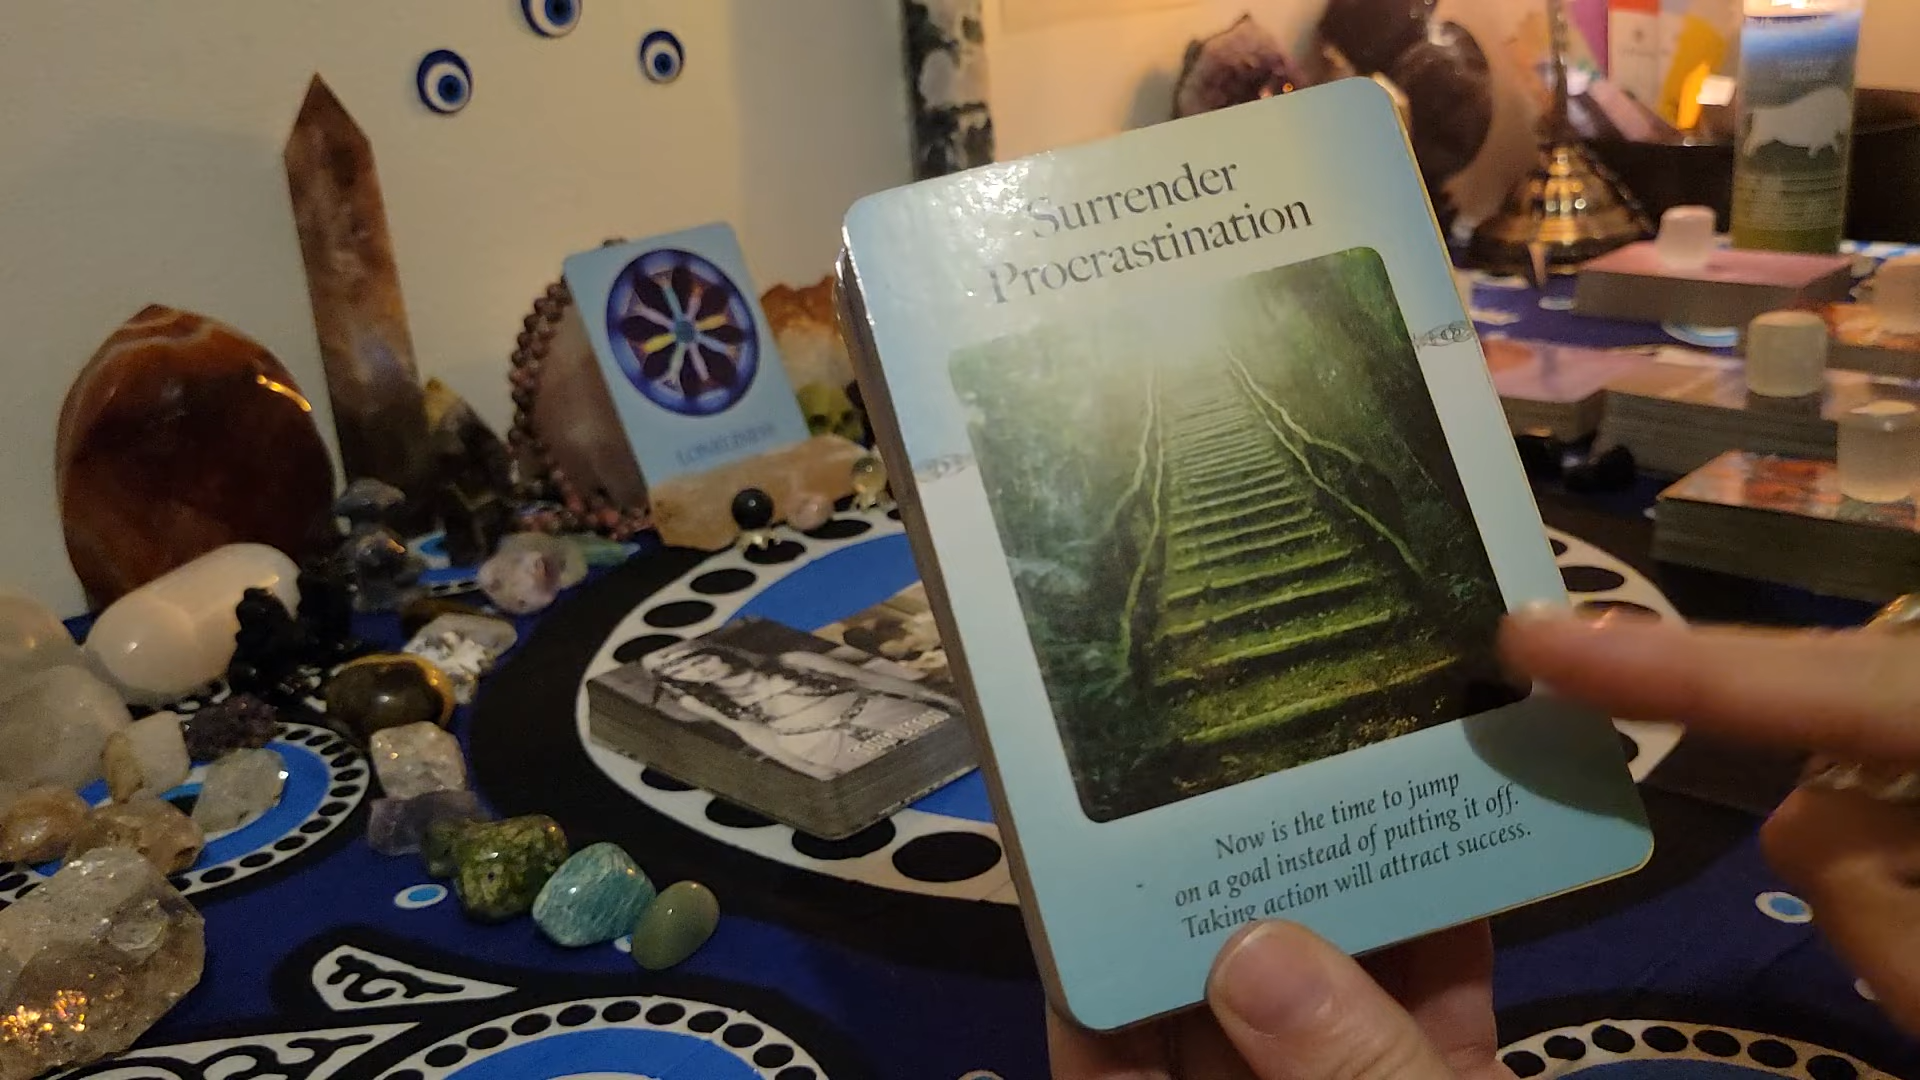 Surrender
Procrastination
Now is the time to jump
on a goal instead of putting it off.
Taking action will attract success.
LONELINESS